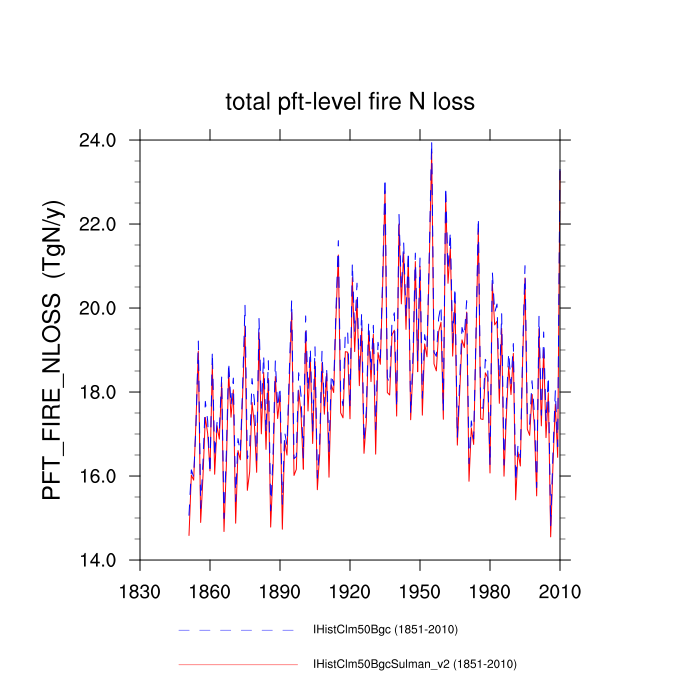 total pft-level fire N loss
PFT_FIRE_NLOSS (TgN/y)
24.0
22.0
20.0
18.0
16.0
14.0
1830 1860 1890 1920 1950 1980 2010
IHistClm50Bgc (1851-2010)
IHistClm50BgcSulman_v2 (1851-2010)